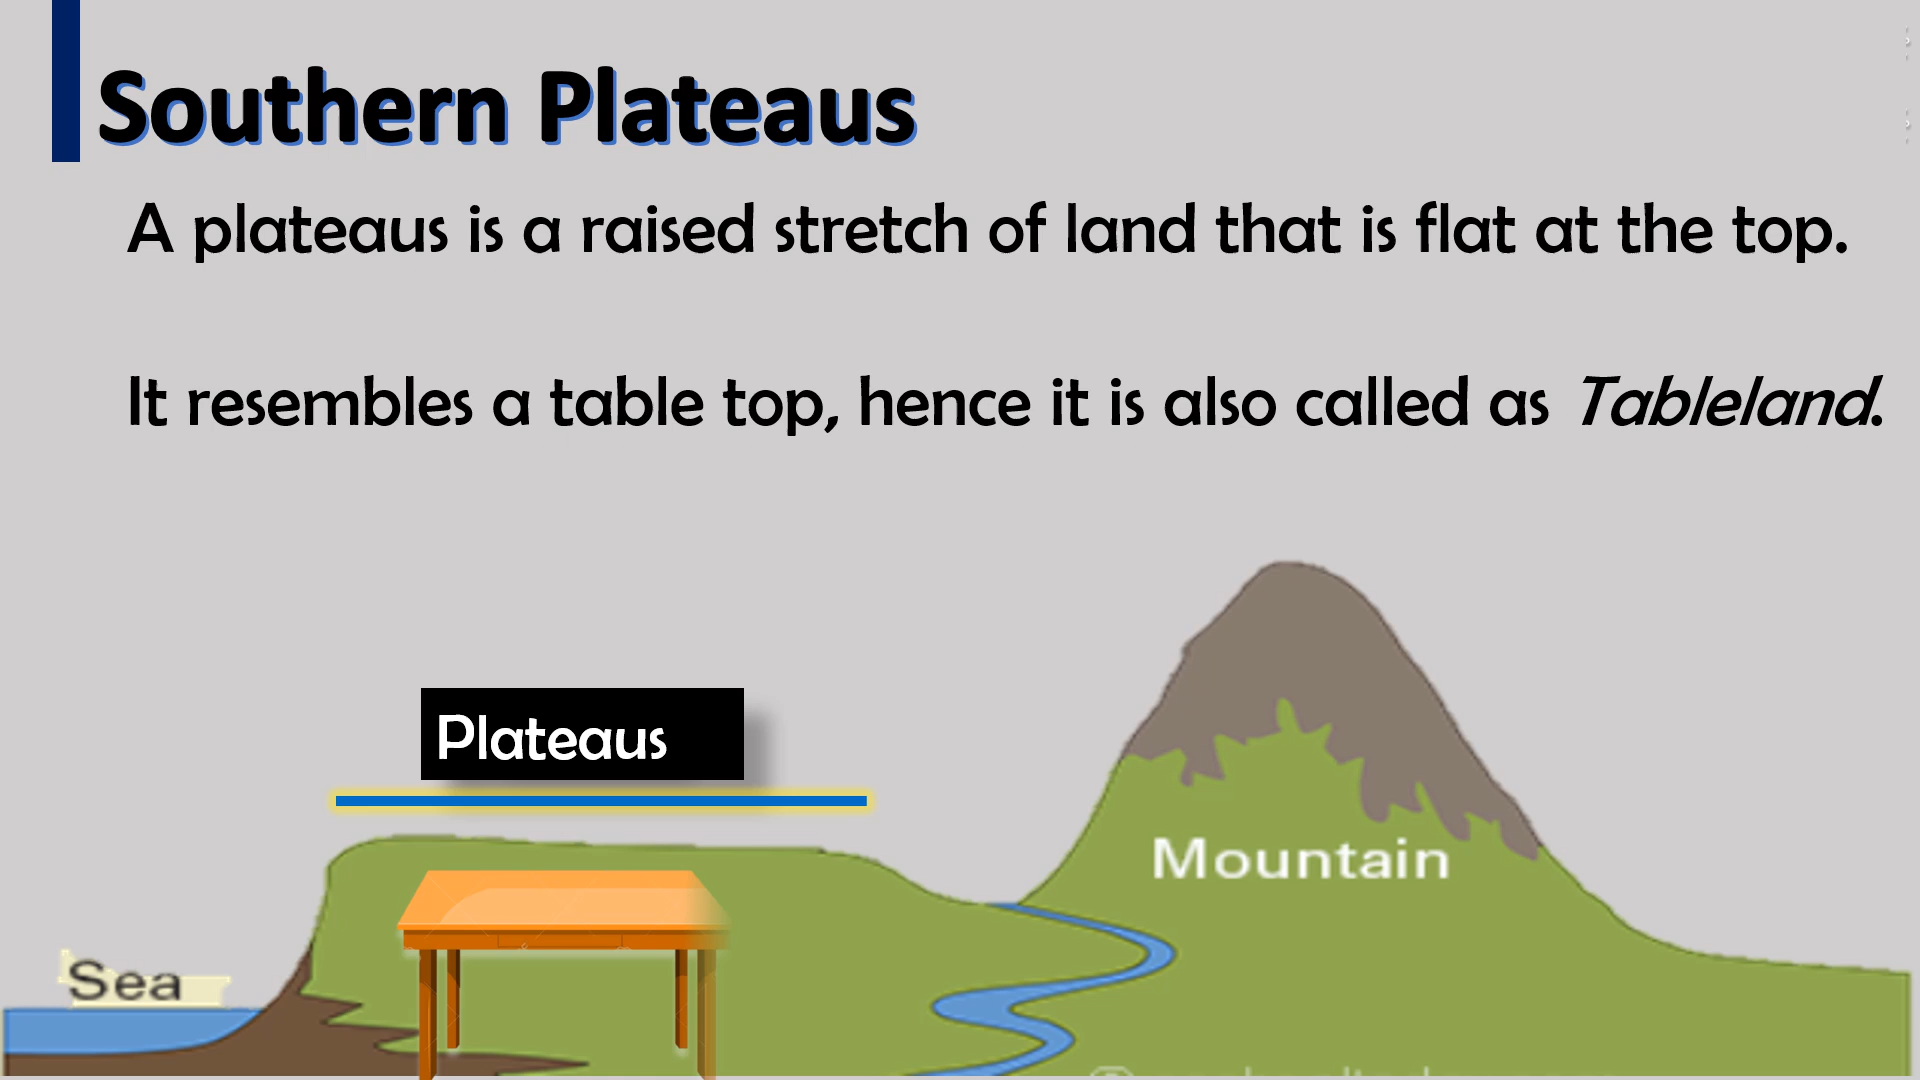 Southern Plateaus
A plateaus is a raised stretch of land that is flat at the top.
It resembles a table top, hence it is also called as Tableland.
Plateaus
Mountain
Sea